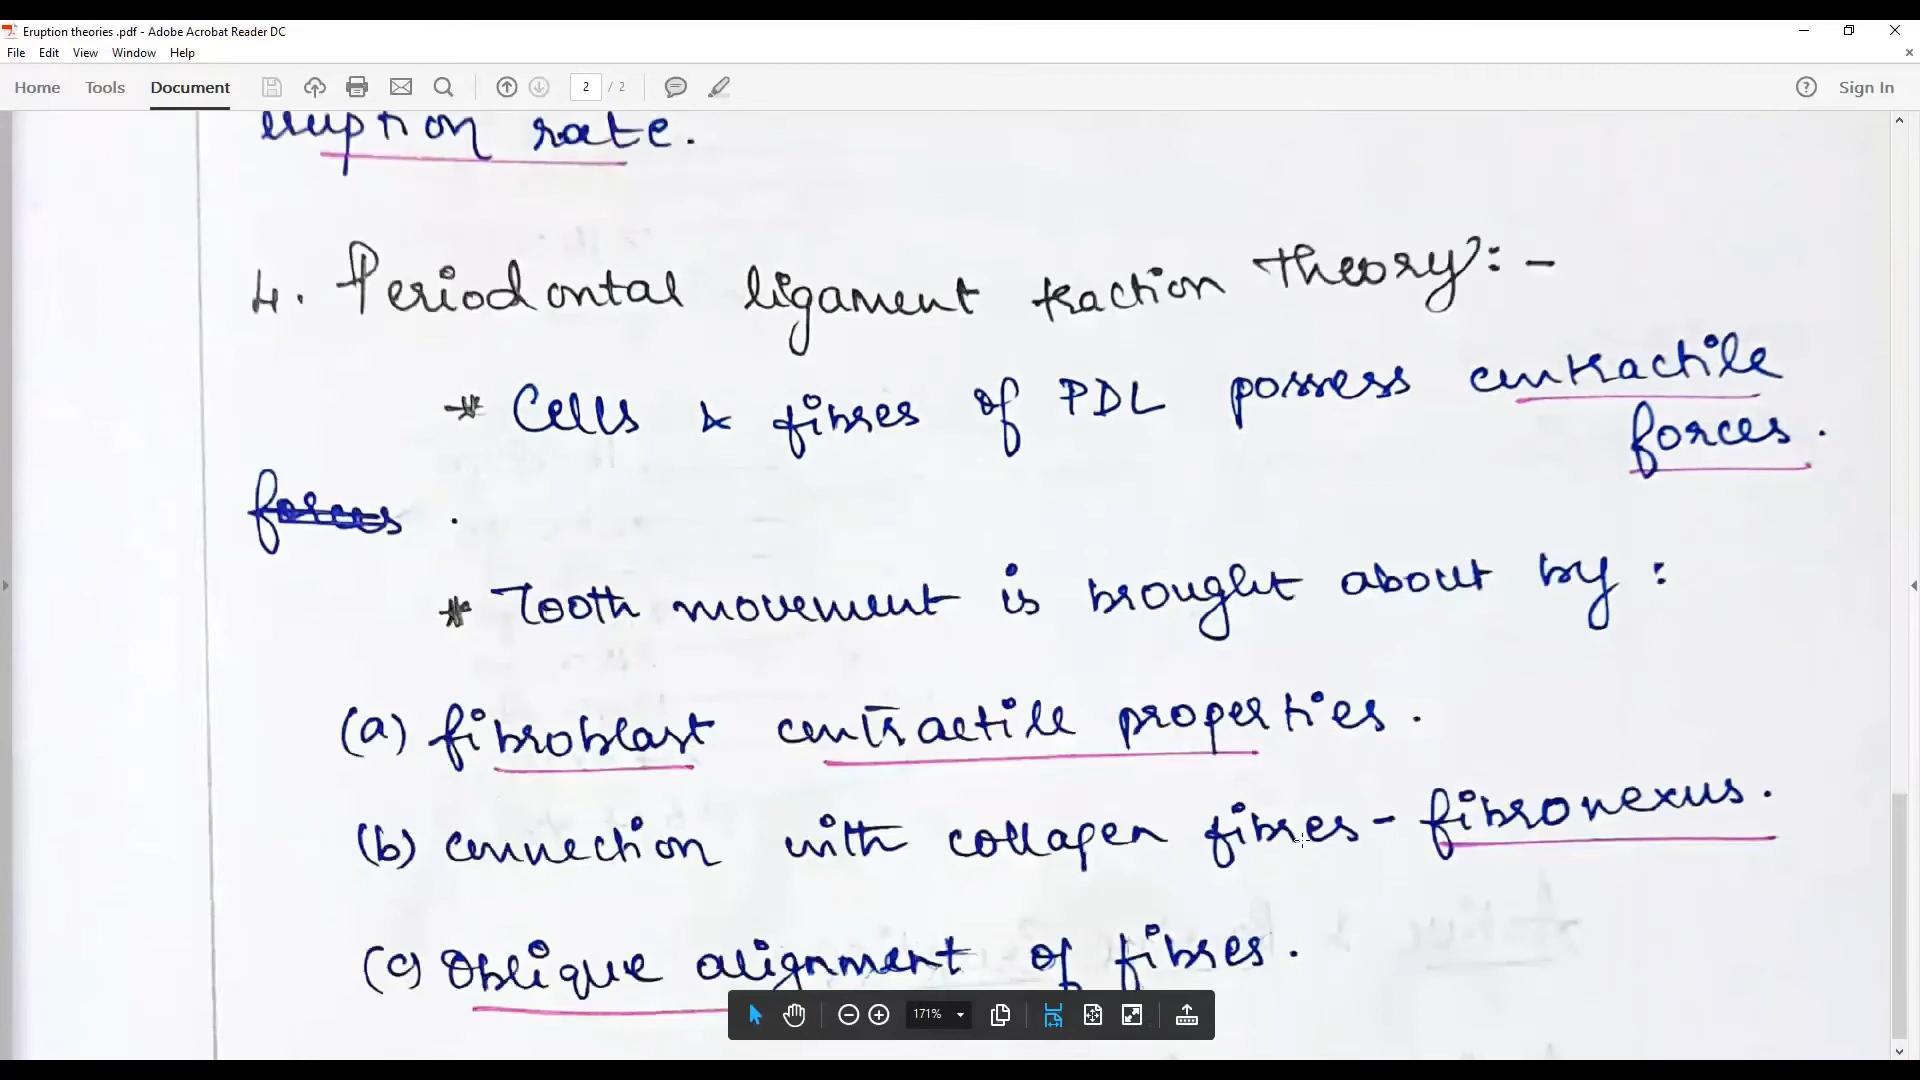 Eruption theories .pdf - Adobe Acrobat Reader DC
File Edit View Window Help
Home Tools Document 2 / 2 Sign In
eruption rate.
4. Periodontal ligament traction theory: -
* Cells & fibres of PDL possess contractile
forces.
forces .
* Tooth movement is brought about by :
(a) fibroblast contractile properties.
(b) connection with collagen fibres - fibronexus.
(c) Oblique alignment of fibres.
171%